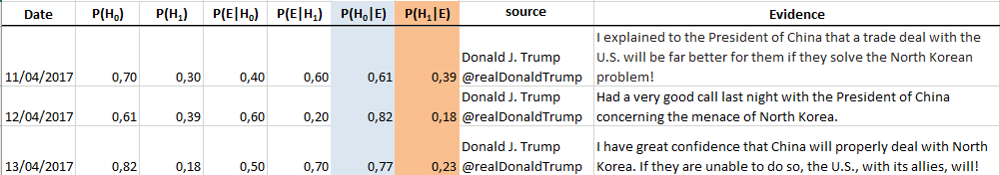 Date P(H₀) P(H₁) P(E|H₀) P(E|H₁) P(H₀|E) P(H₁|E) source Evidence
I explained to the President of China that a trade deal with the
Donald J. Trump U.S. will be far better for them if they solve the North Korean
11/04/2017 0,70 0,30 0,40 0,60 0,61 0,39 @realDonaldTrump problem!
Donald J. Trump Had a very good call last night with the President of China
12/04/2017 0,61 0,39 0,60 0,20 0,82 0,18 @realDonaldTrump concerning the menace of North Korea.
Donald J. Trump I have great confidence that China will properly deal with North
13/04/2017 0,82 0,18 0,50 0,70 0,77 0,23 @realDonaldTrump Korea. If they are unable to do so, the U.S., with its allies, will!